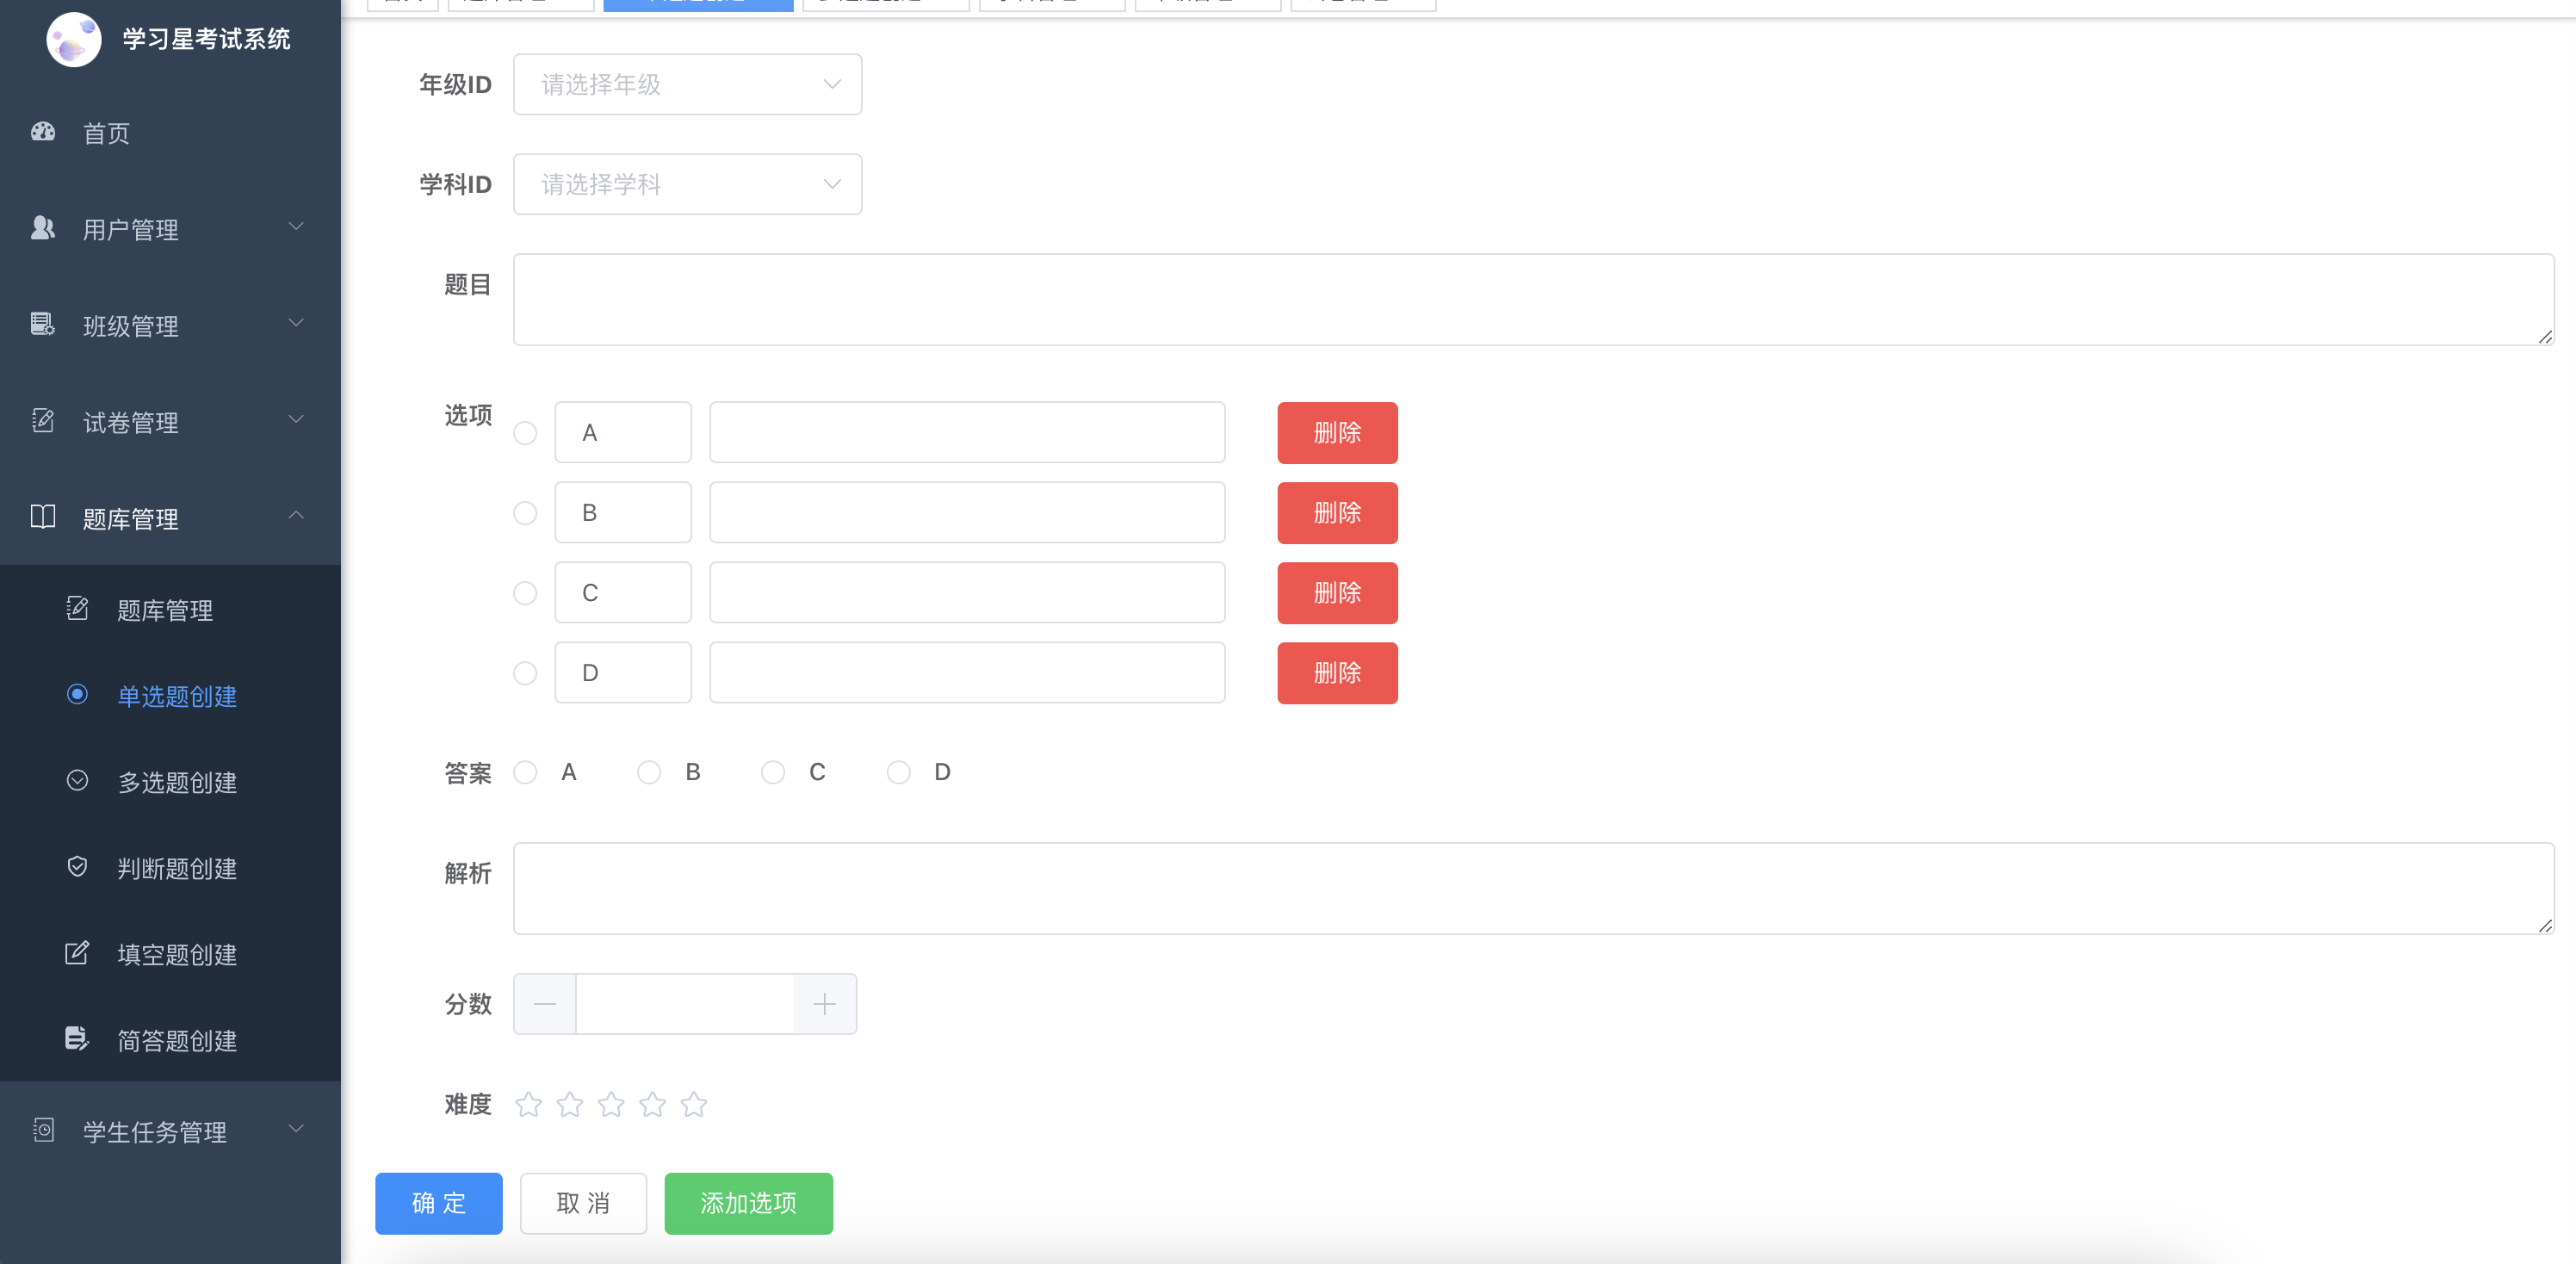 学习星考试系统
首页
用户管理
班级管理
试卷管理
题库管理
题库管理
单选题创建
多选题创建
判断题创建
填空题创建
简答题创建
学生任务管理
年级ID 请选择年级
学科ID 请选择学科
题目
选项 A 删除
B 删除
C 删除
D 删除
答案 A B C D
解析
分数
难度
确 定 取 消 添加选项